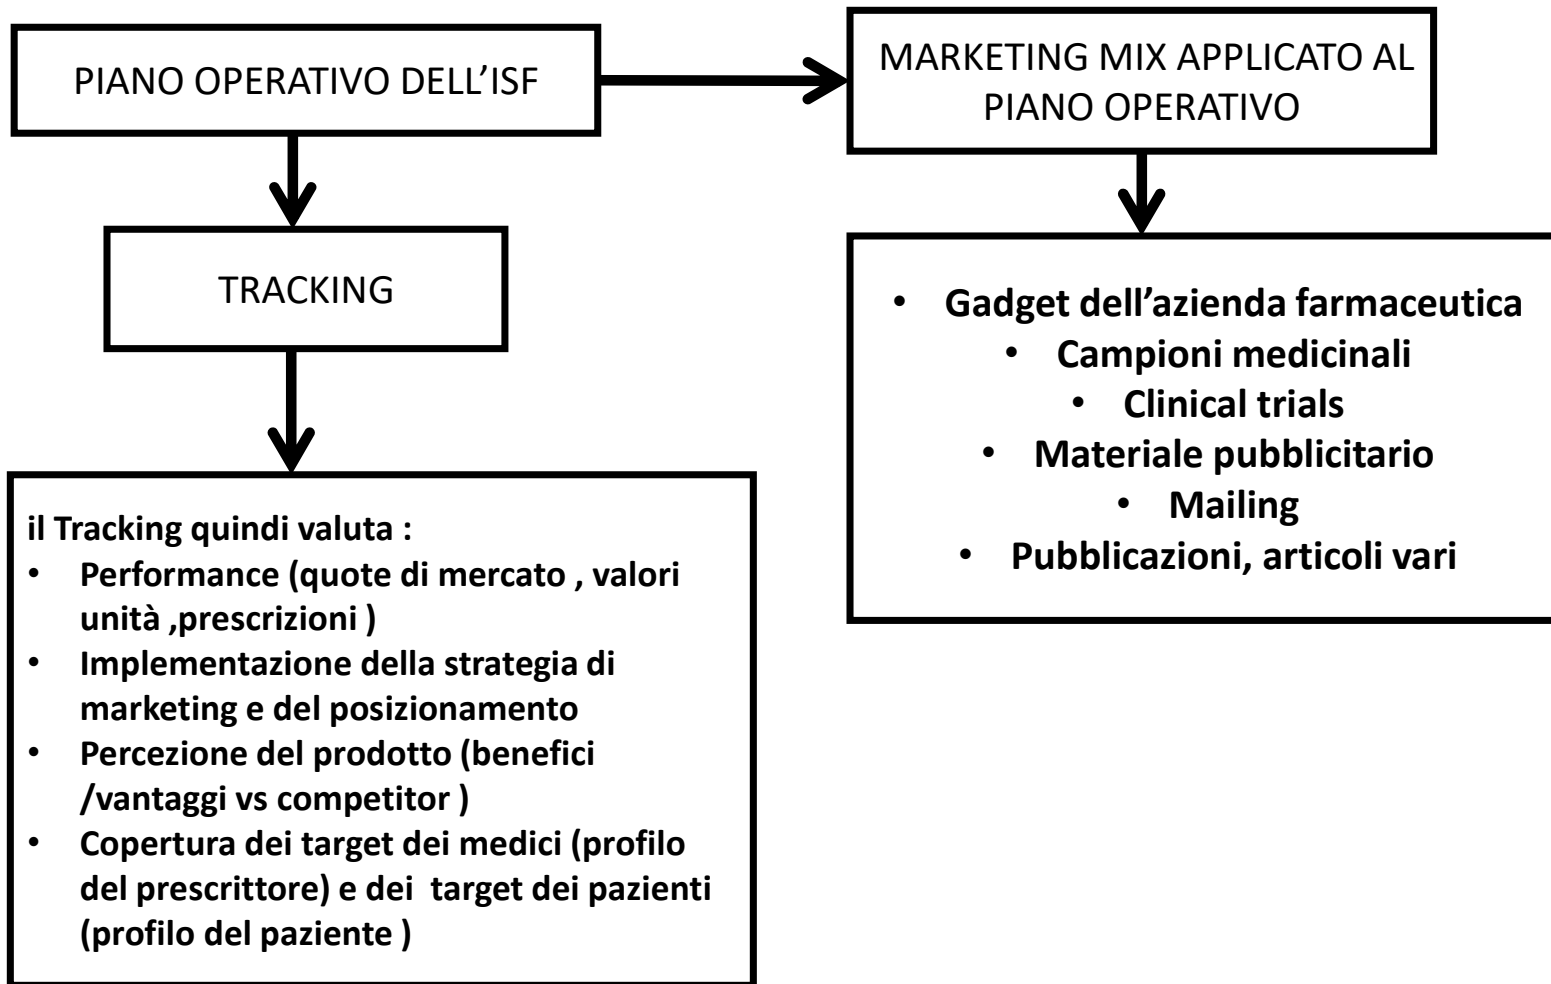 PIANO OPERATIVO DELL’ISF
MARKETING MIX APPLICATO AL
PIANO OPERATIVO
TRACKING
• Gadget dell’azienda farmaceutica
• Campioni medicinali
• Clinical trials
• Materiale pubblicitario
• Mailing
• Pubblicazioni, articoli vari
il Tracking quindi valuta :
• Performance (quote di mercato , valori
unità ,prescrizioni )
• Implementazione della strategia di
marketing e del posizionamento
• Percezione del prodotto (benefici
/vantaggi vs competitor )
• Copertura dei target dei medici (profilo
del prescrittore) e dei  target dei pazienti
(profilo del paziente )